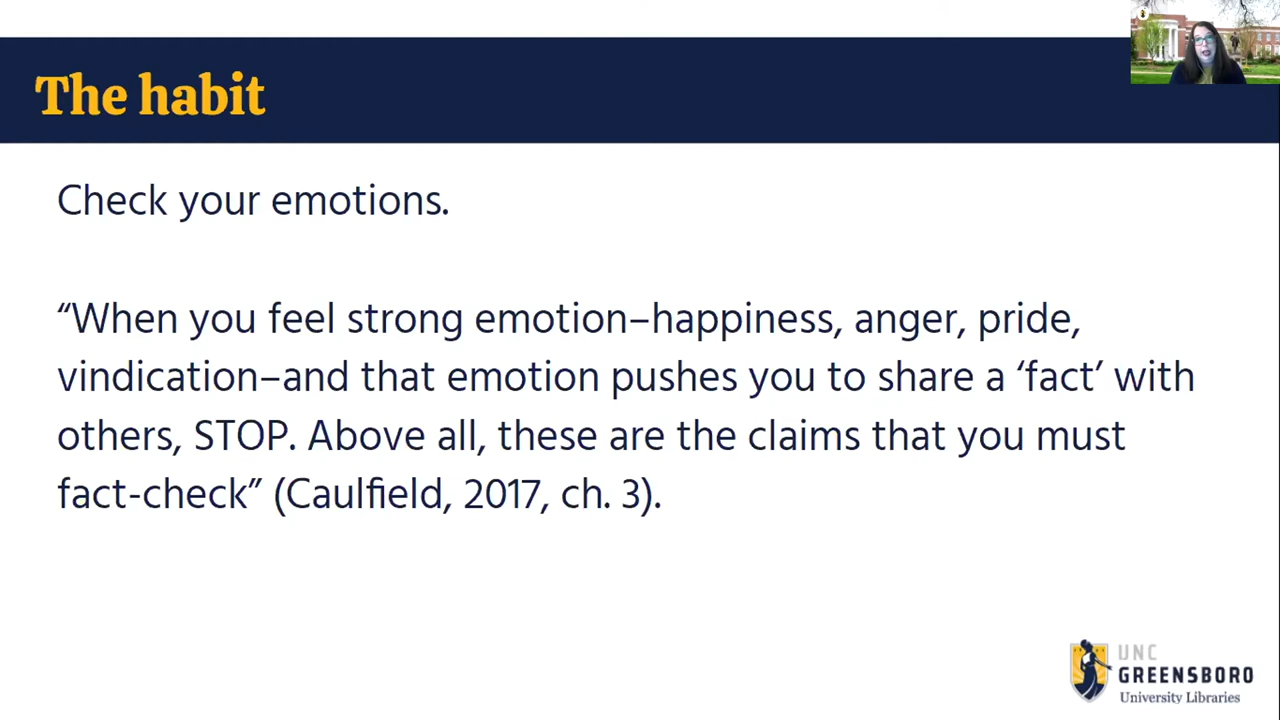 The habit
Check your emotions.
“When you feel strong emotion–happiness, anger, pride,
vindication–and that emotion pushes you to share a ‘fact’ with
others, STOP. Above all, these are the claims that you must
fact-check” (Caulfield, 2017, ch. 3).
UNC
GREENSBORO
University Libraries